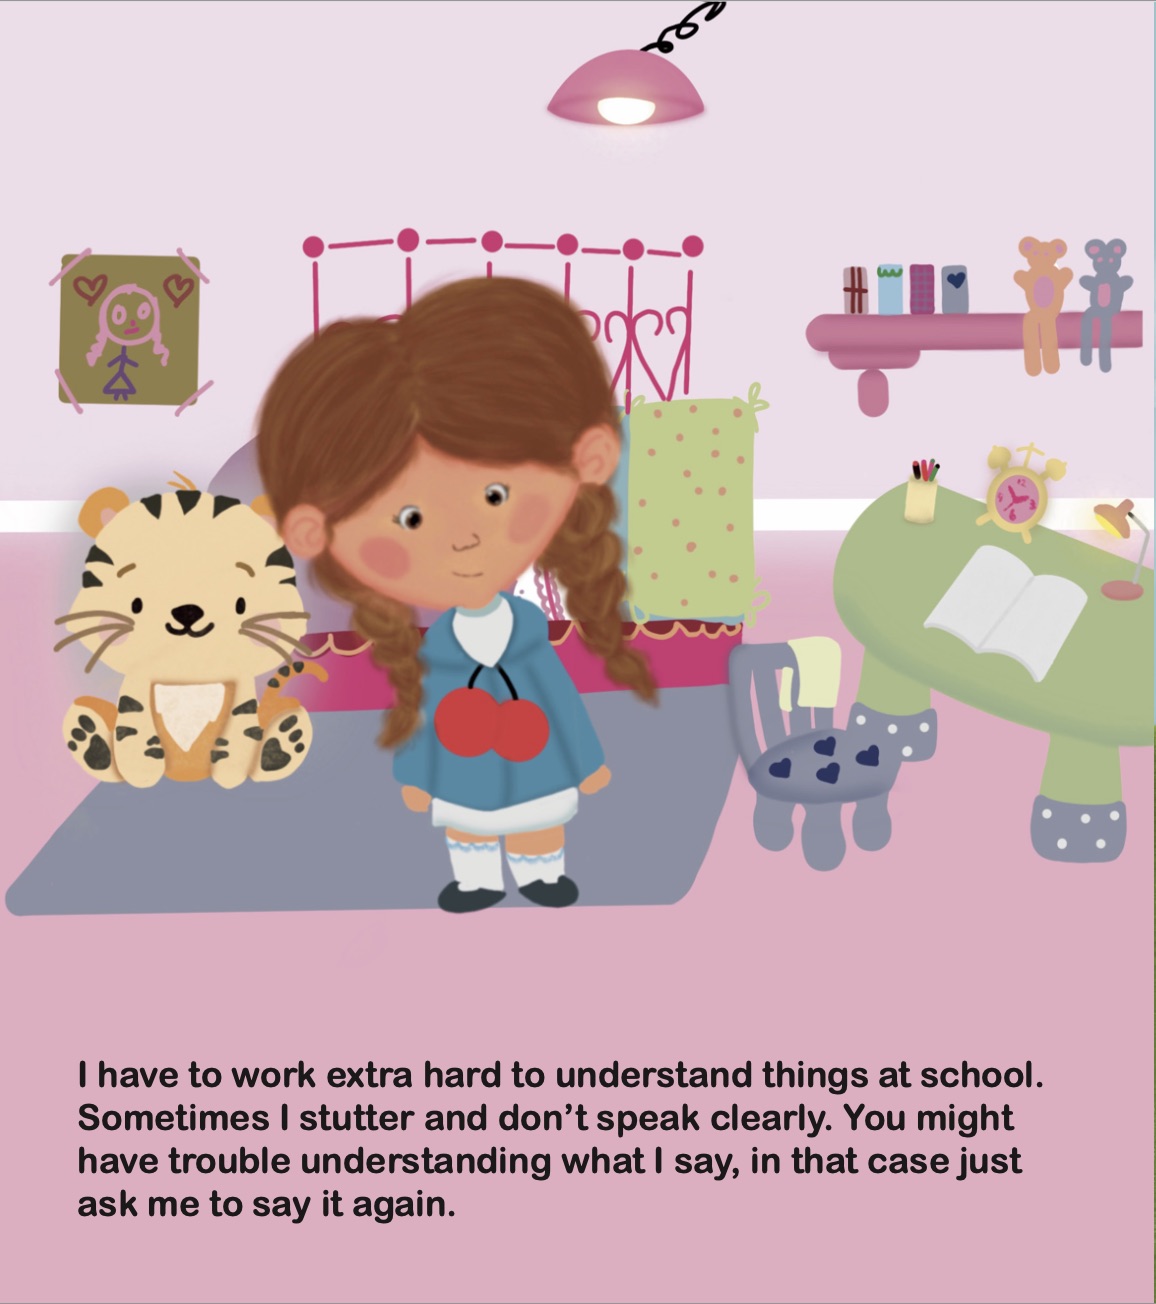 I have to work extra hard to understand things at school.
Sometimes I stutter and don’t speak clearly. You might
have trouble understanding what I say, in that case just
ask me to say it again.